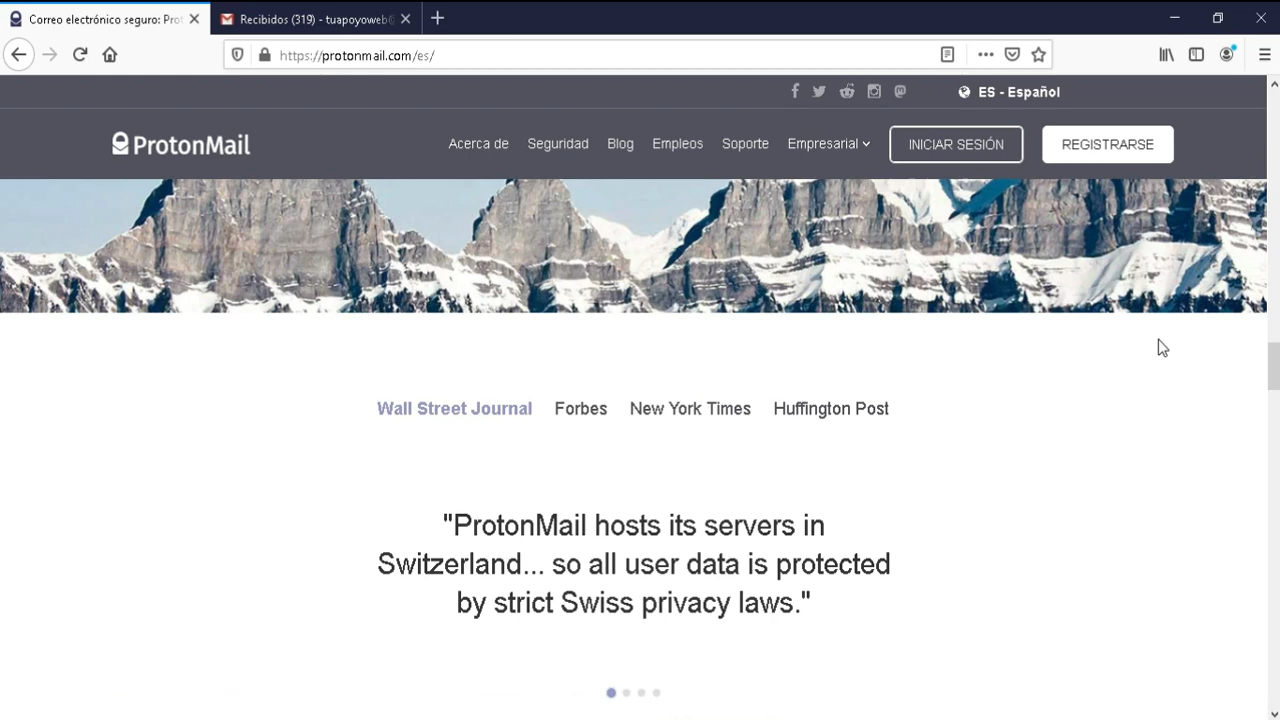 Correo electrónico seguro: Prot
Recibidos (319) - tuapoyoweb@
https://protonmail.com/es/
ES - Español
ProtonMail
Acerca de
Seguridad
Blog
Empleos
Soporte
Empresarial
INICIAR SESIÓN
REGISTRARSE
Wall Street Journal
Forbes
New York Times
Huffington Post
"ProtonMail hosts its servers in
Switzerland... so all user data is protected
by strict Swiss privacy laws."